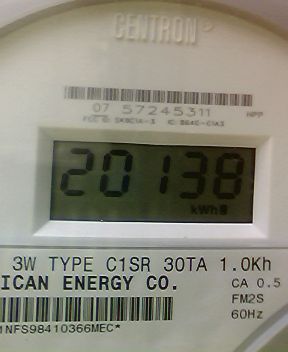 CENTRON®
07 57245311
20138
kWh
3W TYPE C1SR 30TA 1.0Kh
ICAN ENERGY CO.
CA 0.5
FM2S
60Hz
1NFS98410366MEC*